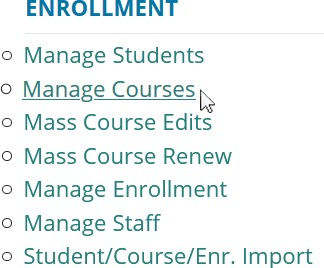 ENROLLMENT
Manage Students
Manage Courses
Mass Course Edits
Mass Course Renew
Manage Enrollment
Manage Staff
Student/Course/Enr. Import